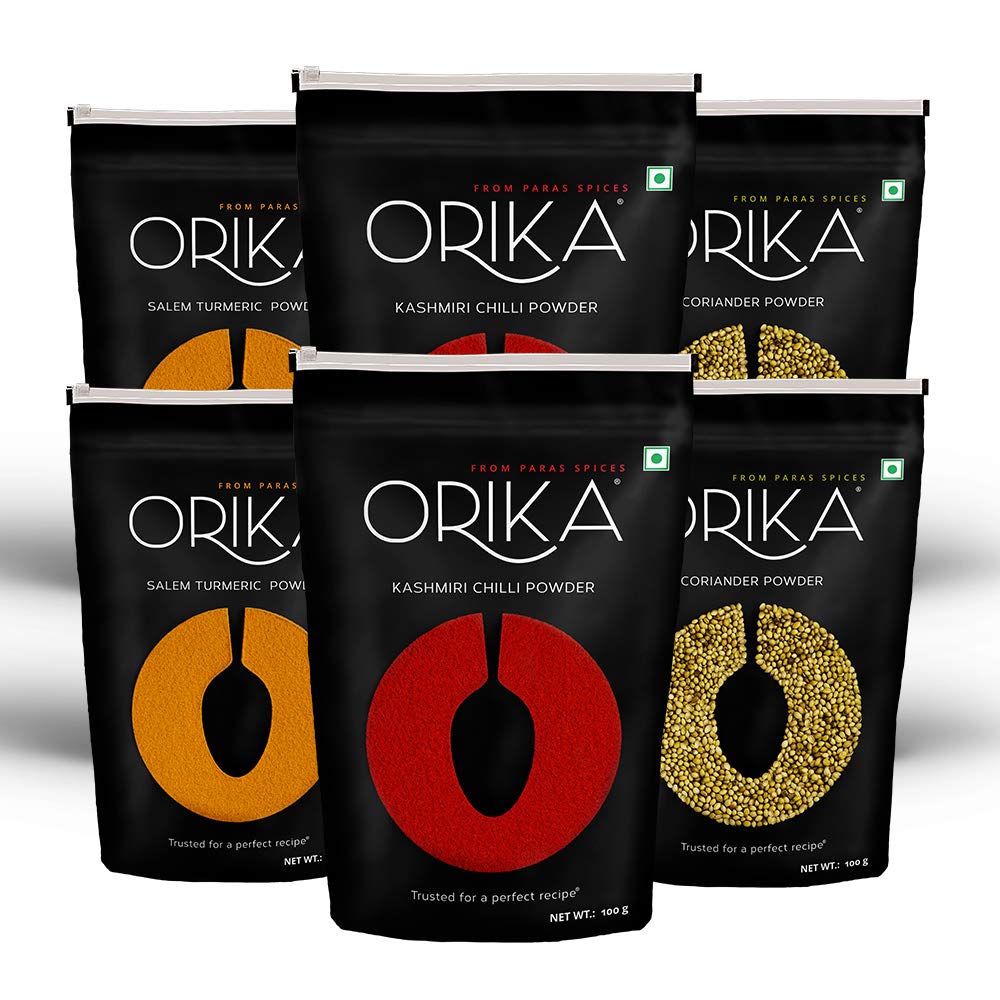 FROM PARAS
ORIKA
SALEM TURMERIC POWD
FROM PARAS SPICES
ORIKA®
KASHMIRI CHILLI POWDER
FROM PARAS SPICES
ORIKA®
CORIANDER POWDER
FROM PARAS
ORIKA
SALEM TURMERIC POWD
Trusted for a perfect recipe®
NET WT.:
FROM PARAS SPICES
ORIKA®
KASHMIRI CHILLI POWDER
Trusted for a perfect recipe®
NET WT.: 100 g
FROM PARAS SPICES
ORIKA®
CORIANDER POWDER
Trusted for a perfect recipe®
NET WT.: 100 g